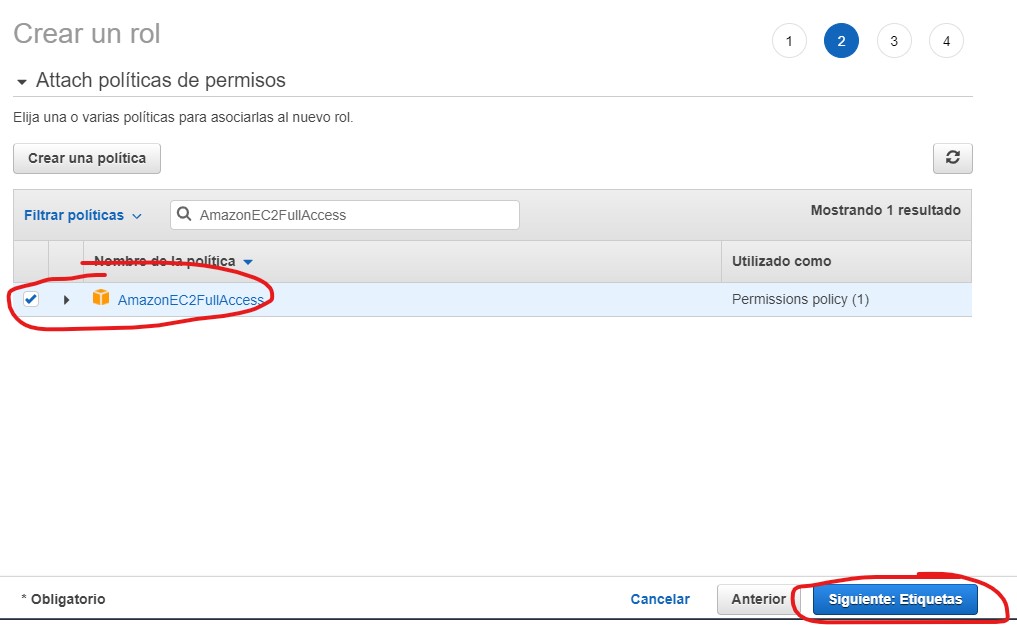 Crear un rol
1 2 3 4
Attach políticas de permisos
Elija una o varias políticas para asociarlas al nuevo rol.
Crear una política
Filtrar políticas AmazonEC2FullAccess Mostrando 1 resultado
Nombre de la política Utilizado como
AmazonEC2FullAccess Permissions policy (1)
* Obligatorio Cancelar Anterior Siguiente: Etiquetas